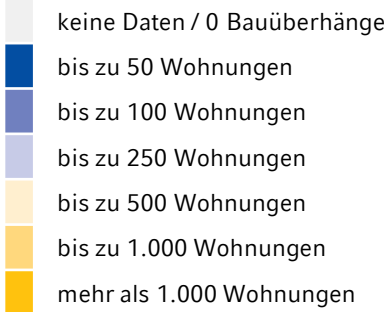 keine Daten / 0 Bauüberhänge
bis zu 50 Wohnungen
bis zu 100 Wohnungen
bis zu 250 Wohnungen
bis zu 500 Wohnungen
bis zu 1.000 Wohnungen
mehr als 1.000 Wohnungen